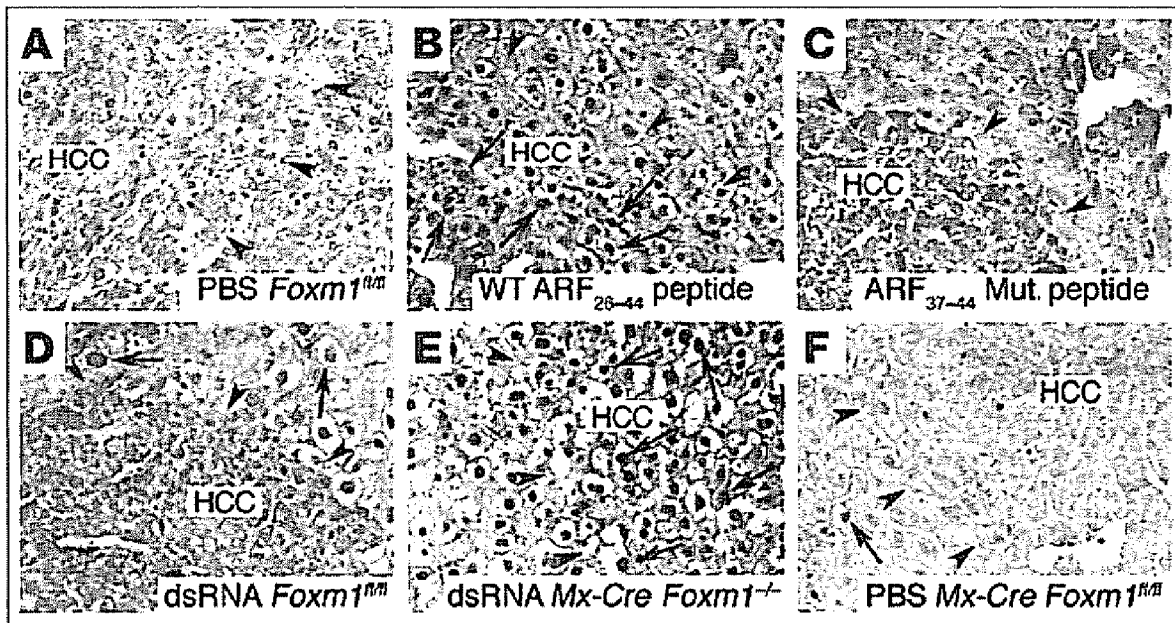 A
HCC
PBS Foxm1fl/fl
B
HCC
WT ARF26–44 peptide
C
HCC
ARF37–44 Mut. peptide
D
HCC
dsRNA Foxm1fl/fl
E
HCC
dsRNA Mx-Cre Foxm1–/–
F
HCC
PBS Mx-Cre Foxm1fl/fl